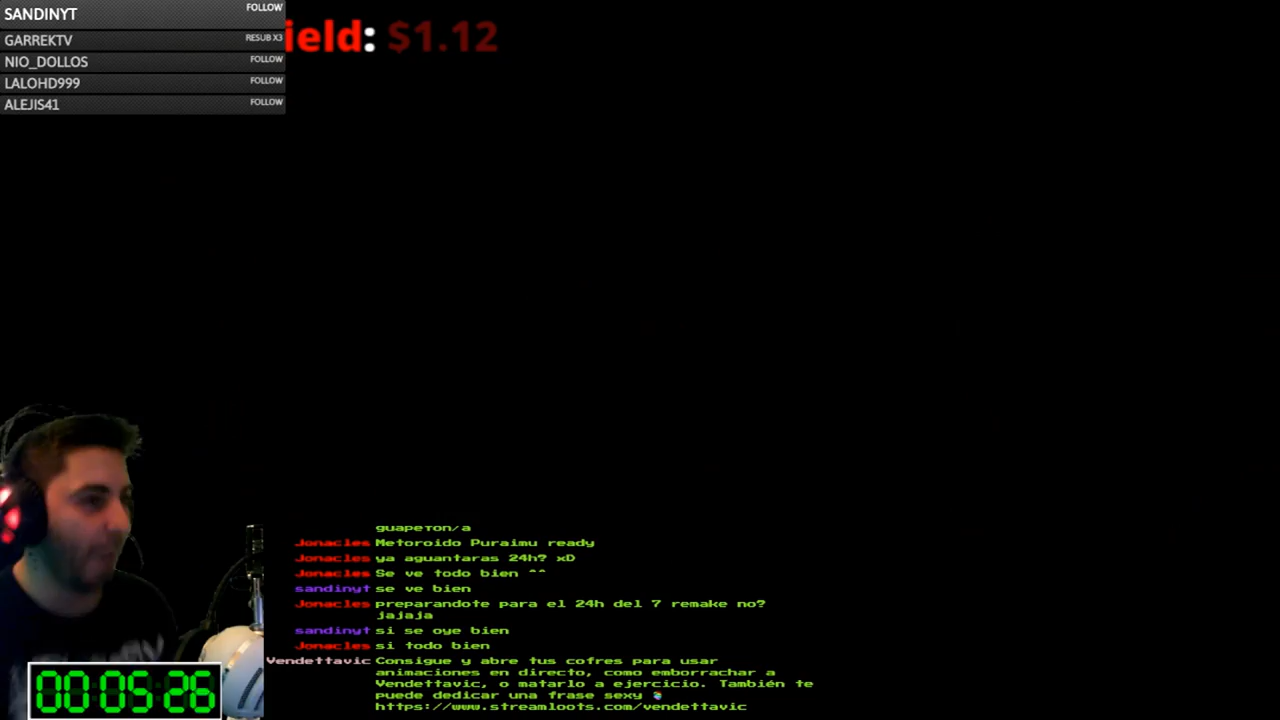 SANDINYT FOLLOW
GARREKTV RESUB X3
NIO_DOLLOS FOLLOW
LALOHD999 FOLLOW
ALEJIS41 FOLLOW
ield: $1.12
guapeton/a
Jonacles Metoroido Puraimu ready
Jonacles ya aguantaras 24h? xD
Jonacles Se ve todo bien ^^
sandinyt se ve bien
Jonacles preparandote para el 24h del 7 remake no?
jajaja
sandinyt si se oye bien
Jonacles si todo bien
Vendettavic Consigue y abre tus cofres para usar
animaciones en directo, como emborrachar a
Vendettavic, o matarlo a ejercicio. También te
puede dedicar una frase sexy
https://www.streamloots.com/vendettavic
00:05:26